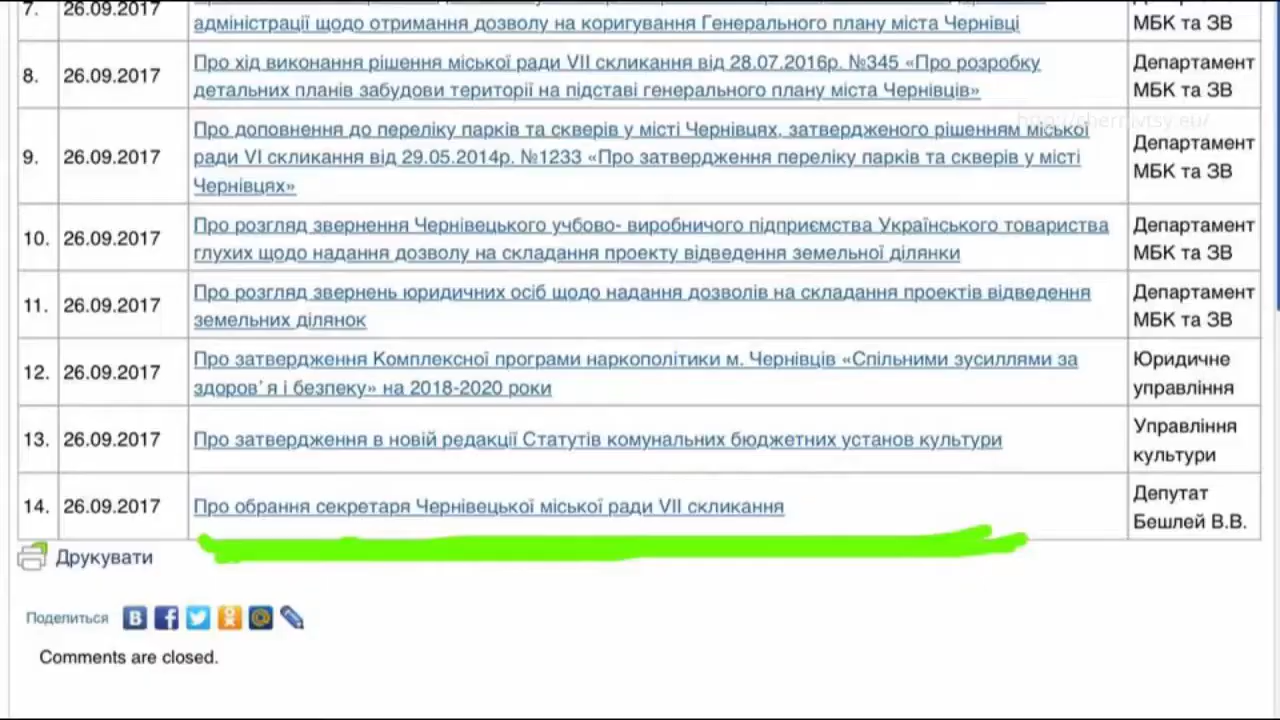 7. 26.09.2017
адміністрації щодо отримання дозволу на коригування Генерального плану міста Чернівці
МБК та ЗВ
8. 26.09.2017
Про хід виконання рішення міської ради VII скликання від 28.07.2016р. №345 «Про розробку
детальних планів забудови території на підставі генерального плану міста Чернівців»
Департамент
МБК та ЗВ
http://chernivtsy.eu/
9. 26.09.2017
Про доповнення до переліку парків та скверів у місті Чернівцях, затвердженого рішенням міської
ради VI скликання від 29.05.2014р. №1233 «Про затвердження переліку парків та скверів у місті
Чернівцях»
Департамент
МБК та ЗВ
10. 26.09.2017
Про розгляд звернення Чернівецького учбово- виробничого підприємства Українського товариства
глухих щодо надання дозволу на складання проекту відведення земельної ділянки
Департамент
МБК та ЗВ
11. 26.09.2017
Про розгляд звернень юридичних осіб щодо надання дозволів на складання проектів відведення
земельних ділянок
Департамент
МБК та ЗВ
12. 26.09.2017
Про затвердження Комплексної програми наркополітики м. Чернівців «Спільними зусиллями за
здоров᾽я і безпеку» на 2018-2020 роки
Юридичне
управління
13. 26.09.2017
Про затвердження в новій редакції Статутів комунальних бюджетних установ культури
Управління
культури
14. 26.09.2017
Про обрання секретаря Чернівецької міської ради VII скликання
Депутат
Бешлей В.В.
Друкувати
Поделиться
Comments are closed.